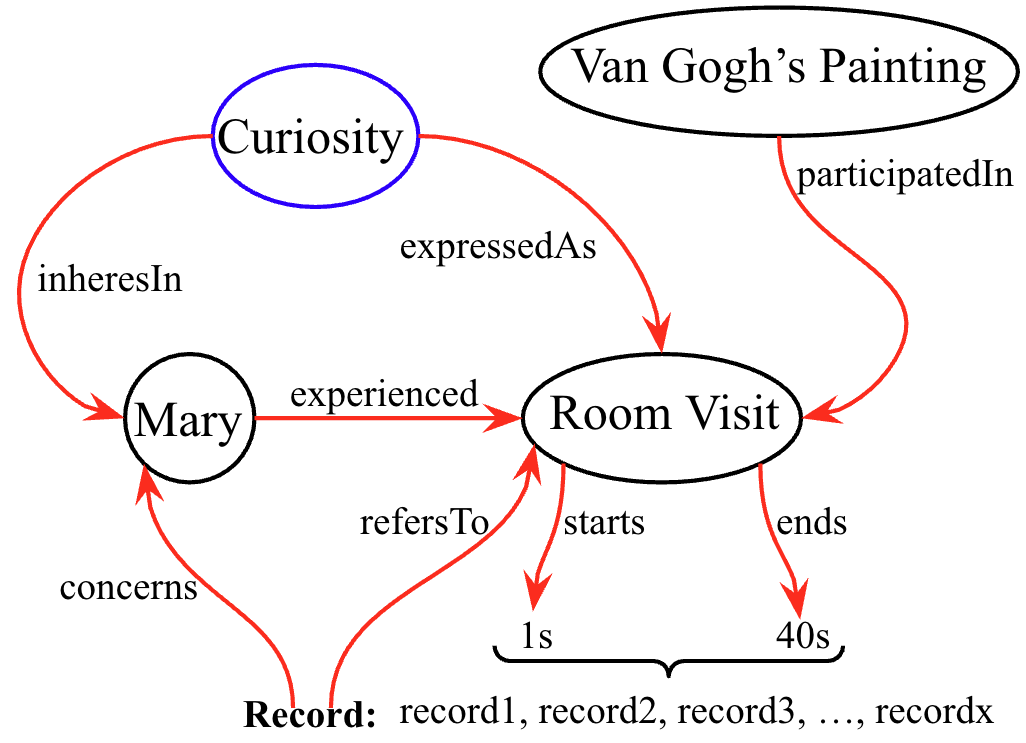 Van Gogh’s Painting
Curiosity
participatedIn
expressedAs
inheresIn
experienced
Mary
Room Visit
refersTo
starts
ends
concerns
1s
40s
Record: record1, record2, record3, …, recordx